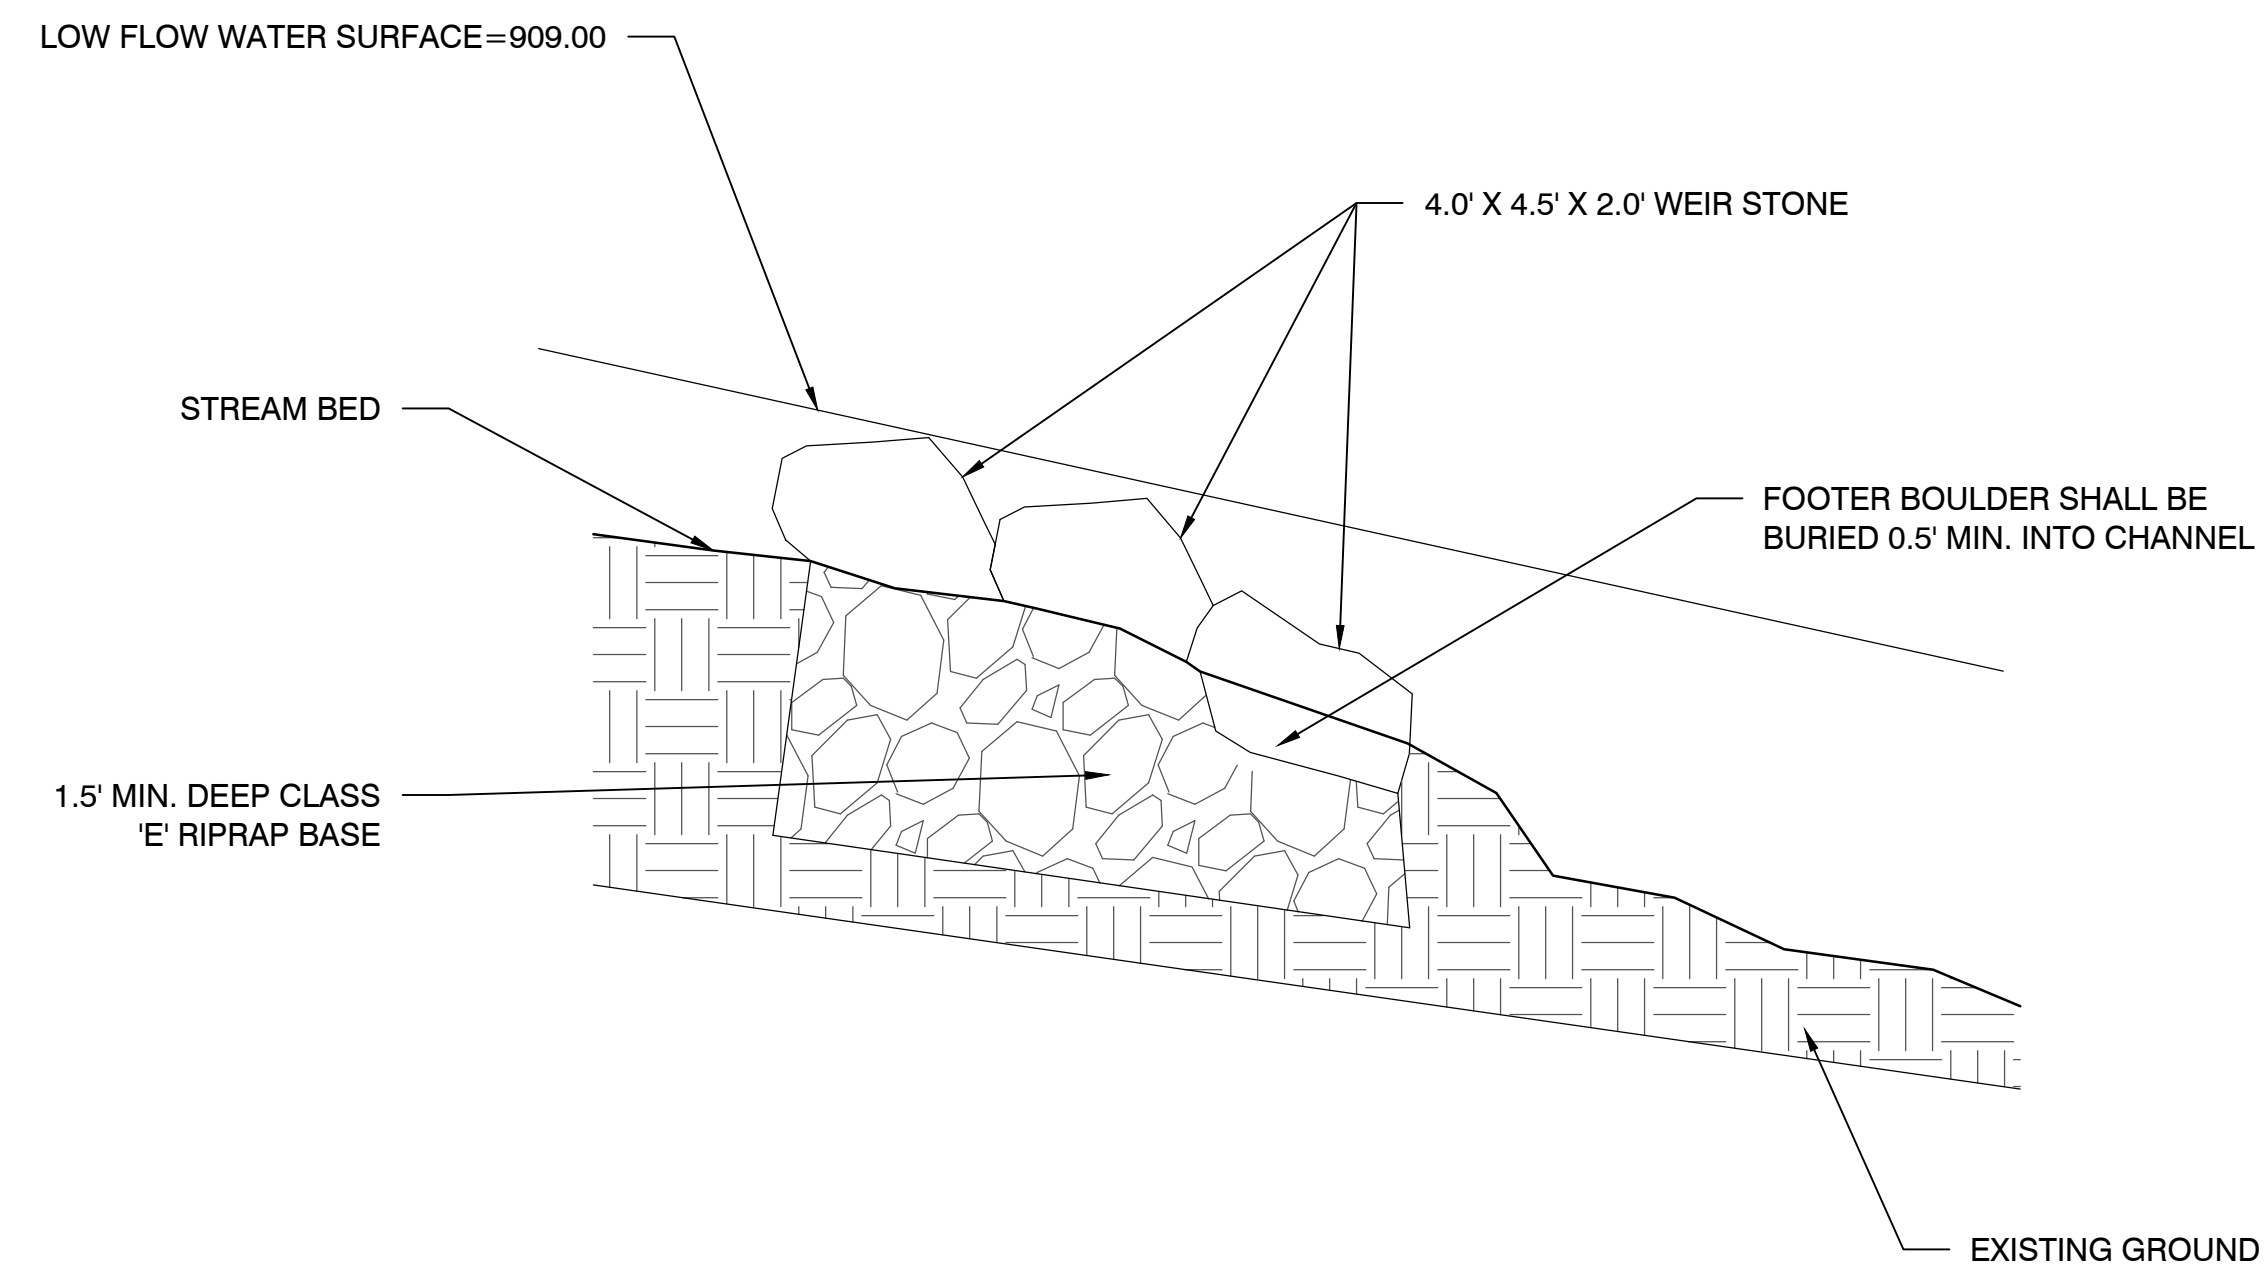 LOW FLOW WATER SURFACE=909.00
4.0' X 4.5' X 2.0' WEIR STONE
STREAM BED
FOOTER BOULDER SHALL BE
BURIED 0.5' MIN. INTO CHANNEL
1.5' MIN. DEEP CLASS
'E' RIPRAP BASE
EXISTING GROUND